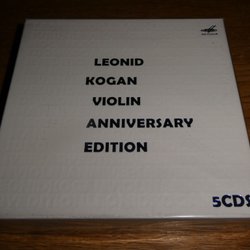 LEONID
KOGAN
VIOLIN
ANNIVERSARY
EDITION
5CDS